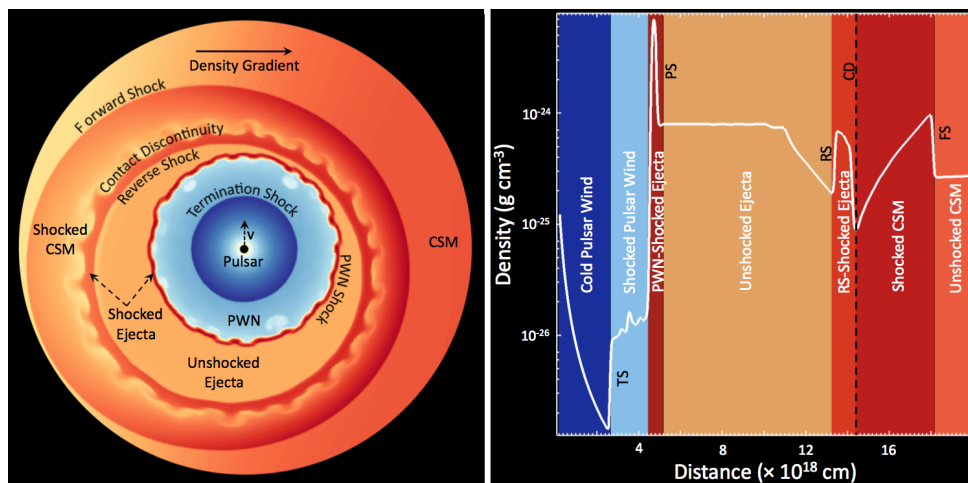 Density Gradient
Forward Shock
Contact Discontinuity
Reverse Shock
Termination Shock
v
Pulsar
PWN
PWN Shock
Shocked
CSM
CSM
Shocked
Ejecta
Unshocked
Ejecta
Density (g cm-3)
10-24
10-25
10-26
Cold Pulsar Wind
TS
Shocked Pulsar Wind
PWN-Shocked Ejecta
PS
Unshocked Ejecta
RS
RS-Shocked Ejecta
CD
Shocked CSM
FS
Unshocked CSM
4 8 12 16
Distance (× 1018 cm)